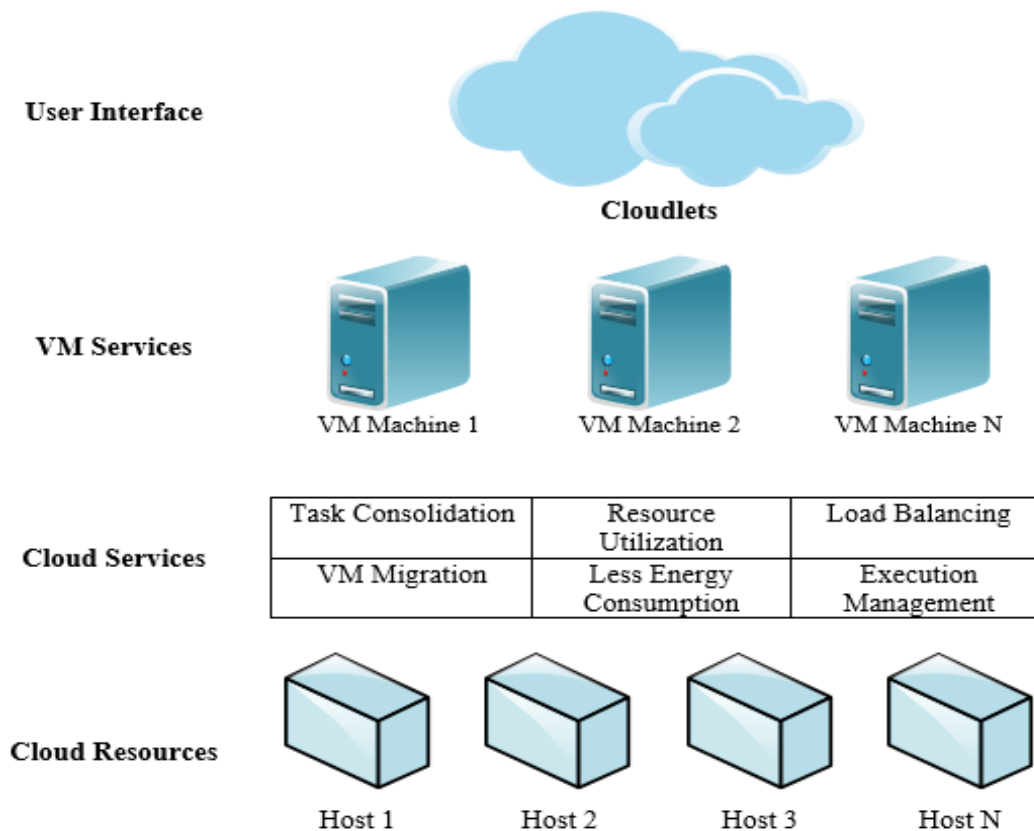 User Interface
Cloudlets
VM Services
VM Machine 1
VM Machine 2
VM Machine N
Cloud Services
Task Consolidation
Resource
Utilization
Load Balancing
VM Migration
Less Energy
Consumption
Execution
Management
Cloud Resources
Host 1
Host 2
Host 3
Host N